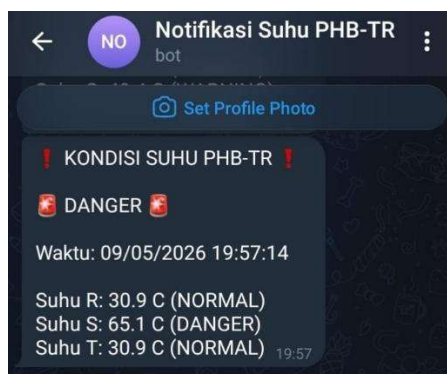 NO
Notifikasi Suhu PHB-TR
bot
Set Profile Photo
❗ KONDISI SUHU PHB-TR ❗
🚨 DANGER 🚨
Waktu: 09/05/2026 19:57:14
Suhu R: 30.9 C (NORMAL)
Suhu S: 65.1 C (DANGER)
Suhu T: 30.9 C (NORMAL)
19:57